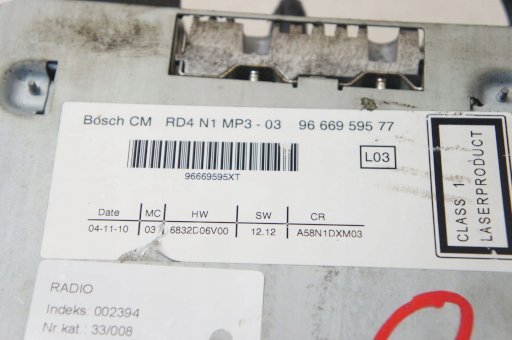 Bosch CM RD4 N1 MP3 - 03 96 669 595 77
96669595XT
L03
CLASS 1
LASERPRODUCT
Date MC HW SW CR
04-11-10 03 6832C06V00 12.12 A58N1DXM03
RADIO
Indeks: 002394
Nr kat.: 33/008